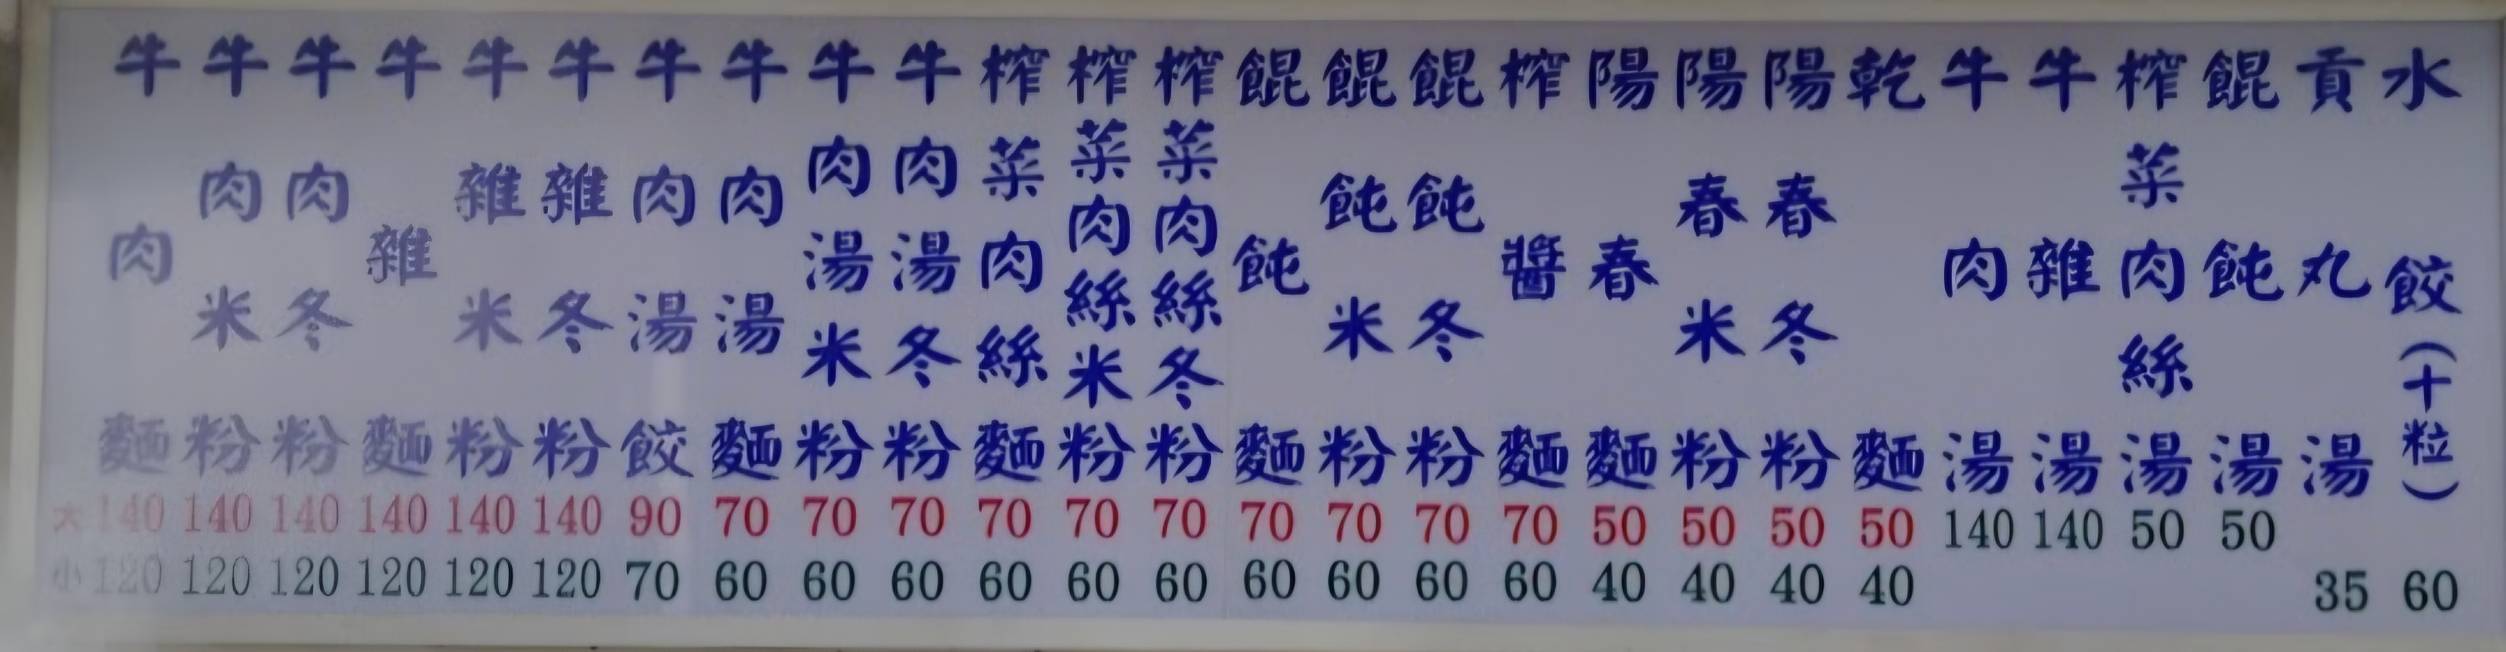 大
小
牛肉麵 140 120
牛肉米粉 140 120
牛肉冬粉 140 120
牛雜麵 140 120
牛雜米粉 140 120
牛雜冬粉 140 120
牛肉湯餃 90 70
牛肉湯麵 70 60
牛肉湯米粉 70 60
牛肉湯冬粉 70 60
榨菜肉絲麵 70 60
榨菜肉絲米粉 70 60
榨菜肉絲冬粉 70 60
餛飩麵 70 60
餛飩米粉 70 60
餛飩冬粉 70 60
榨醬麵 70 60
陽春麵 50 40
陽春米粉 50 40
陽春冬粉 50 40
乾麵 50 40
牛肉湯 140
牛雜湯 140
榨菜肉絲湯 50
餛飩湯 50
貢丸湯 35
水餃(十粒) 60